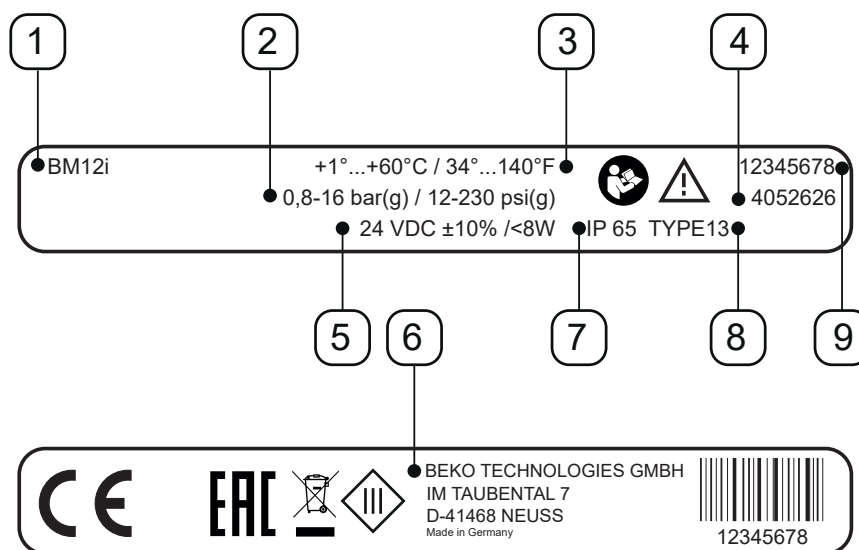 1 2 3 4
BM12i +1°...+60°C / 34°...140°F 12345678
0,8-16 bar(g) / 12-230 psi(g) 4052626
24 VDC ±10% /<8W IP 65 TYPE13
5 6 7 8 9
CE EAC III BEKO TECHNOLOGIES GMBH
IM TAUBENTAL 7
D-41468 NEUSS
Made in Germany
12345678